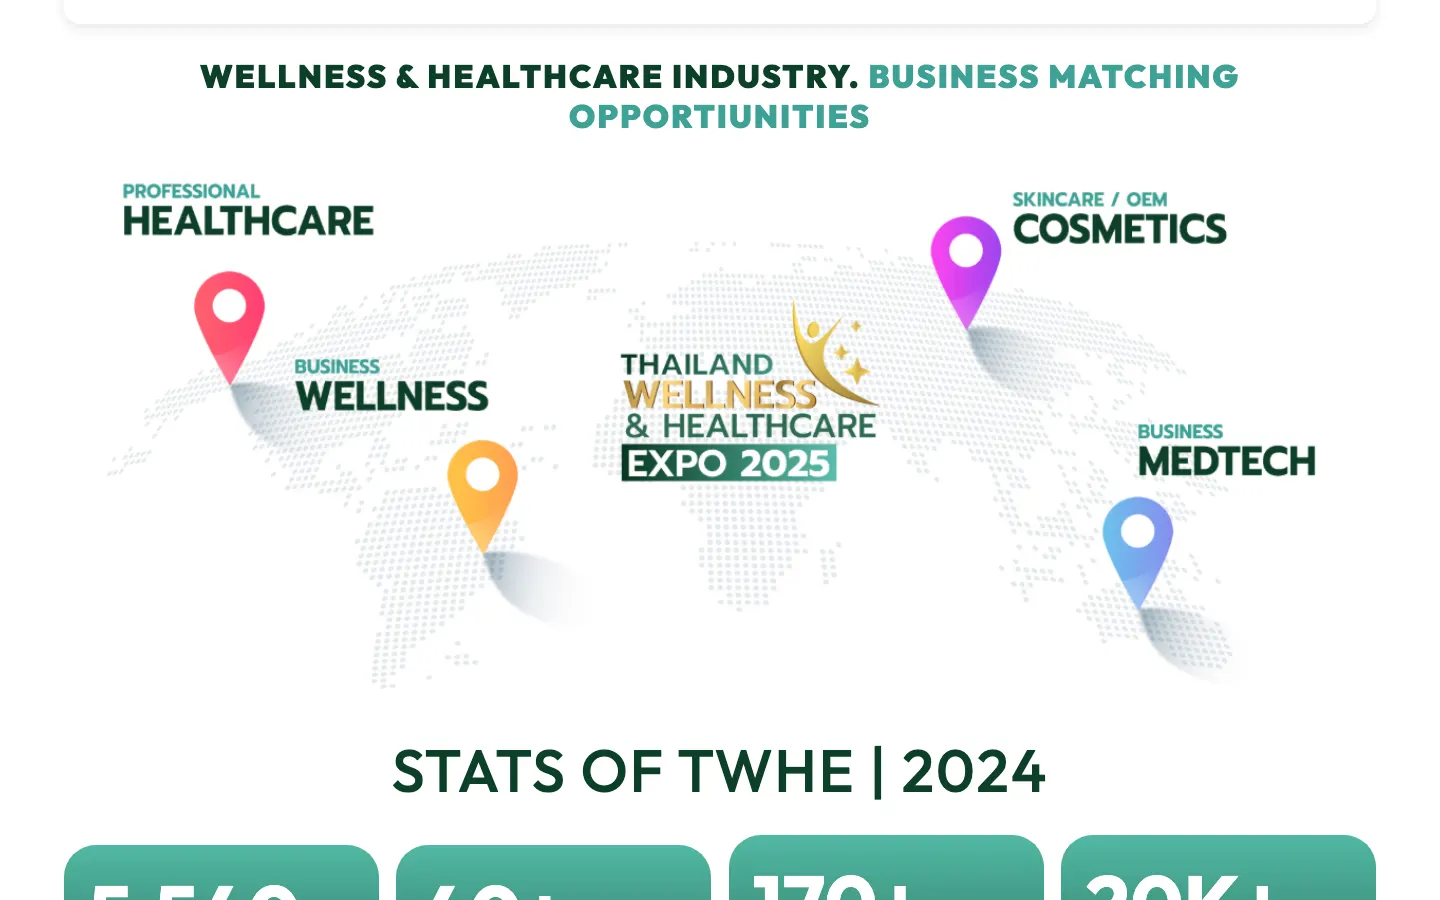 WELLNESS & HEALTHCARE INDUSTRY. BUSINESS MATCHING
OPPORTIUNITIES
PROFESSIONAL
HEALTHCARE
SKINCARE / OEM
COSMETICS
BUSINESS
WELLNESS
THAILAND
WELLNESS
& HEALTHCARE
EXPO 2025
BUSINESS
MEDTECH
STATS OF TWHE | 2024